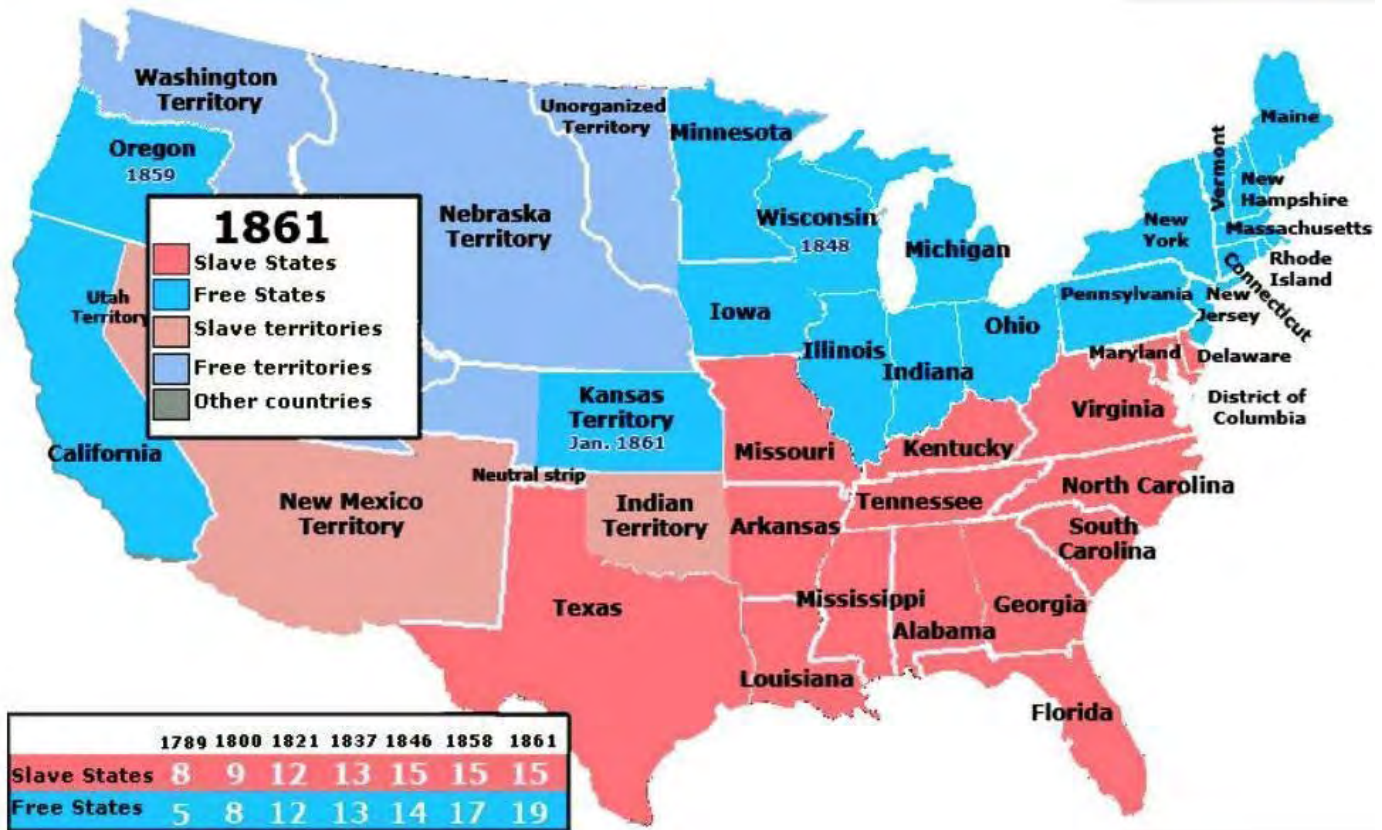 Washington
Territory
Oregon
1859
Unorganized
Territory
Minnesota
Nebraska
Territory
Wisconsin
1848
Michigan
Maine
Vermont
New
Hampshire
Massachusetts
New
York
Rhode
Island
Connecticut
Pennsylvania
New
Jersey
1861
Slave States
Free States
Slave territories
Free territories
Other countries
Utah
Territory
Iowa
Illinois
Indiana
Ohio
Maryland
Delaware
District of
Columbia
Virginia
Kansas
Territory
Jan. 1861
Missouri
Kentucky
California
Neutral strip
New Mexico
Territory
Indian
Territory
Arkansas
Tennessee
North Carolina
South
Carolina
Texas
Mississippi
Alabama
Georgia
Louisiana
Florida
1789 1800 1821 1837 1846 1858 1861
Slave States 8 9 12 13 15 15 15
Free States 5 8 12 13 14 17 19